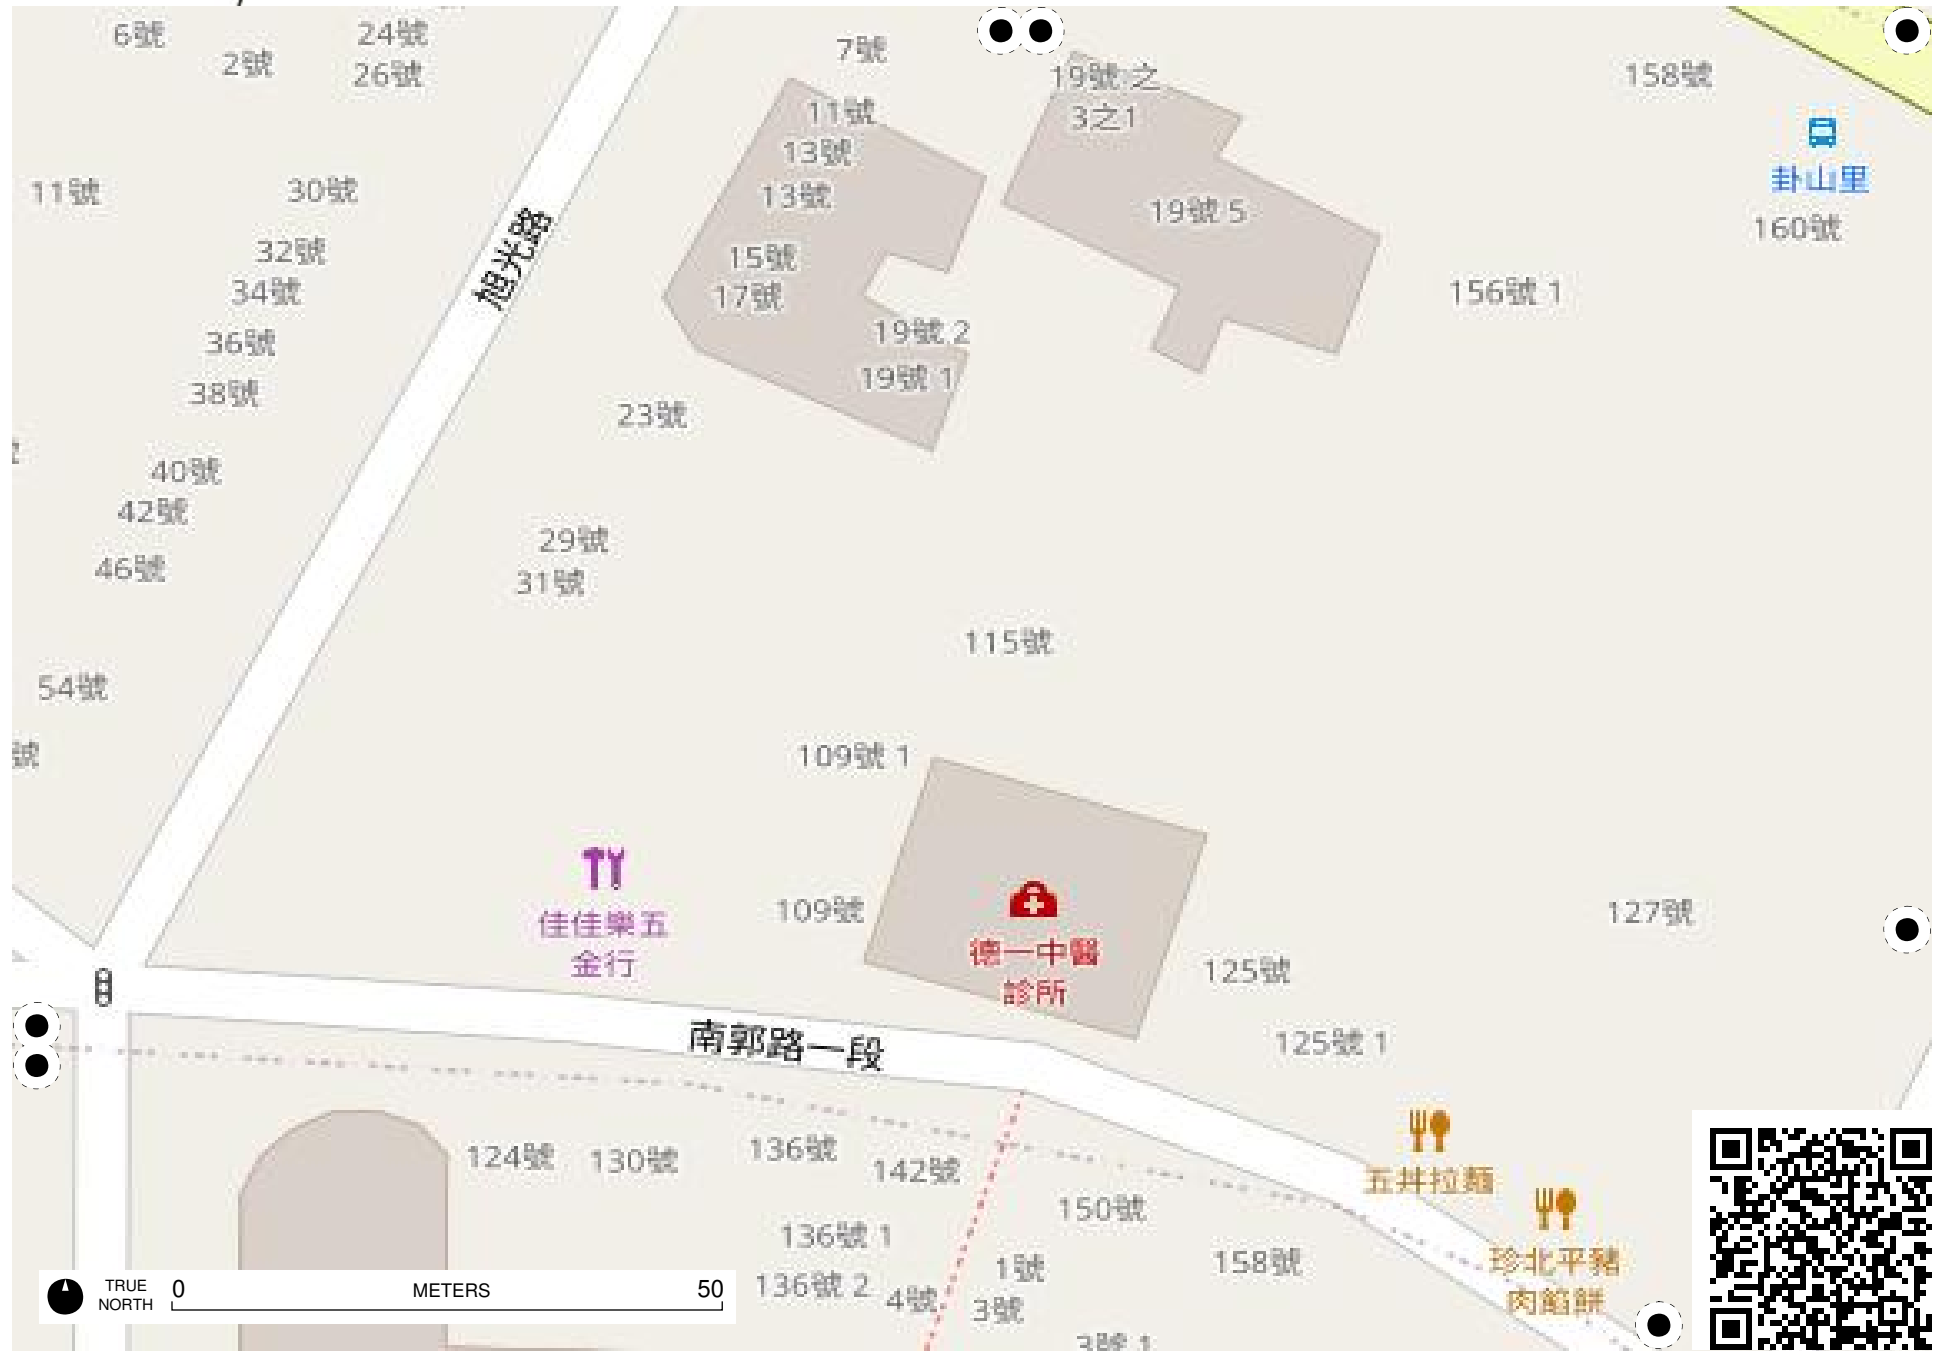 6號
24號
2號
26號
7號
19號 之
3之1
158號
11號
13號
卦山里
11號
30號
13號
19號 5
160號
旭光路
32號
15號
34號
17號
156號 1
36號
19號 2
38號
19號 1
23號
40號
42號
29號
46號
31號
115號
54號
109號 1
號
佳佳樂五
金行
109號
德一中醫
診所
125號
127號
南郭路一段
125號 1
124號
130號
136號
142號
五丼拉麵
150號
136號 1
158號
珍北平豬
肉餡餅
136號 2
4號
1號
3號
3號 1
TRUE
NORTH
0
METERS
50